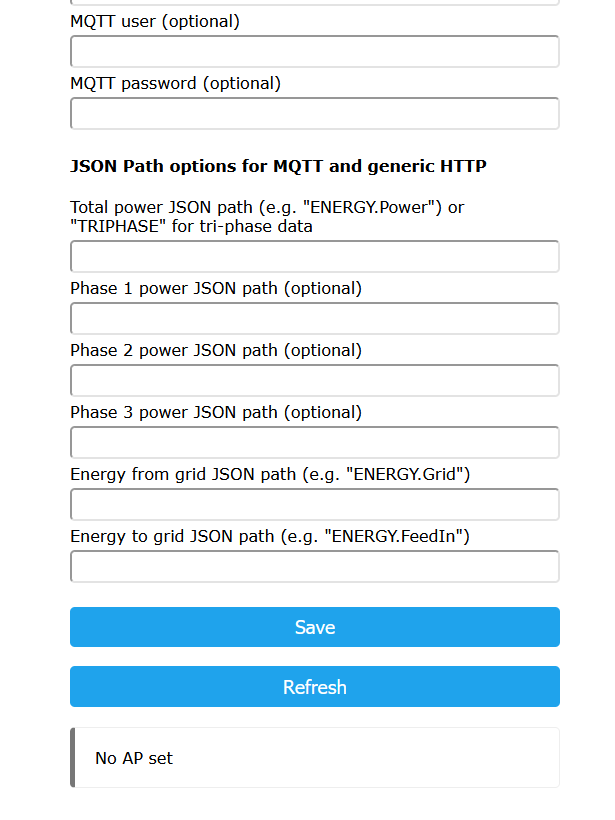 MQTT user (optional)
MQTT password (optional)
JSON Path options for MQTT and generic HTTP
Total power JSON path (e.g. "ENERGY.Power") or
"TRIPHASE" for tri-phase data
Phase 1 power JSON path (optional)
Phase 2 power JSON path (optional)
Phase 3 power JSON path (optional)
Energy from grid JSON path (e.g. "ENERGY.Grid")
Energy to grid JSON path (e.g. "ENERGY.FeedIn")
Save
Refresh
No AP set